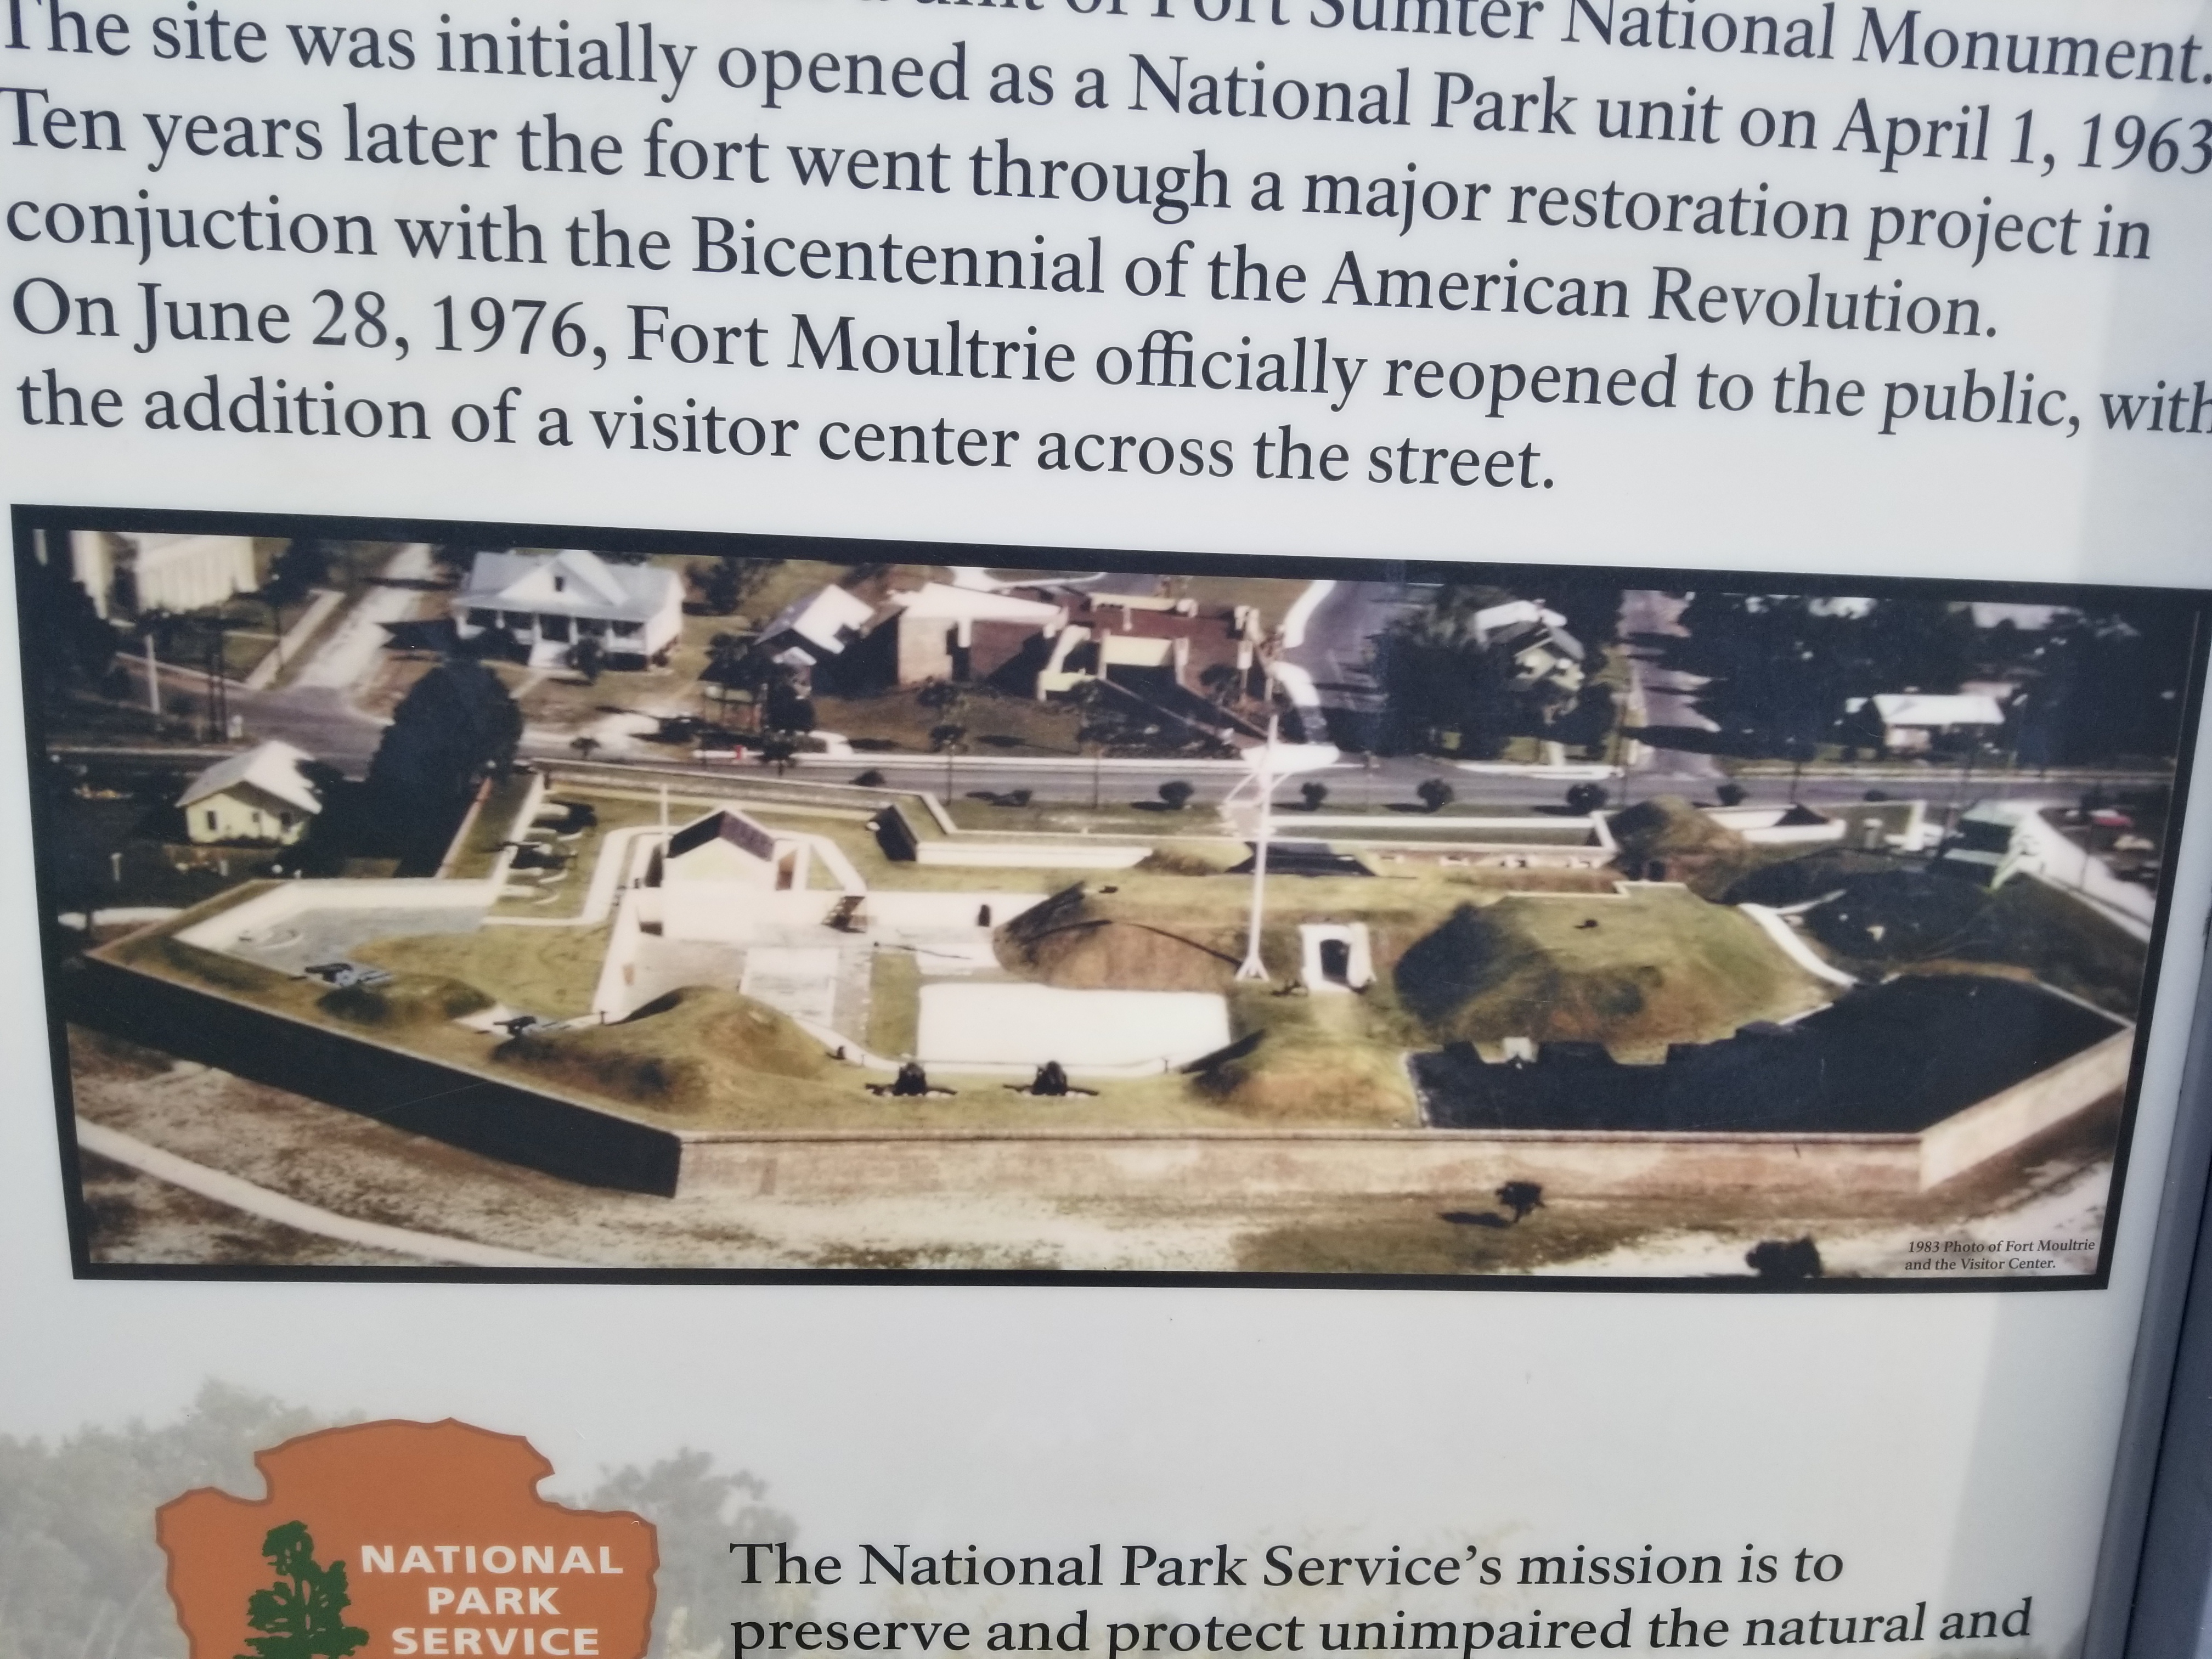 unit of Fort Sumter National Monument.
The site was initially opened as a National Park unit on April 1, 1963
Ten years later the fort went through a major restoration project in
conjuction with the Bicentennial of the American Revolution.
On June 28, 1976, Fort Moultrie officially reopened to the public, with
the addition of a visitor center across the street.
1983 Photo of Fort Moultrie
and the Visitor Center.
NATIONAL
PARK
SERVICE
The National Park Service's mission is to
preserve and protect unimpaired the natural and